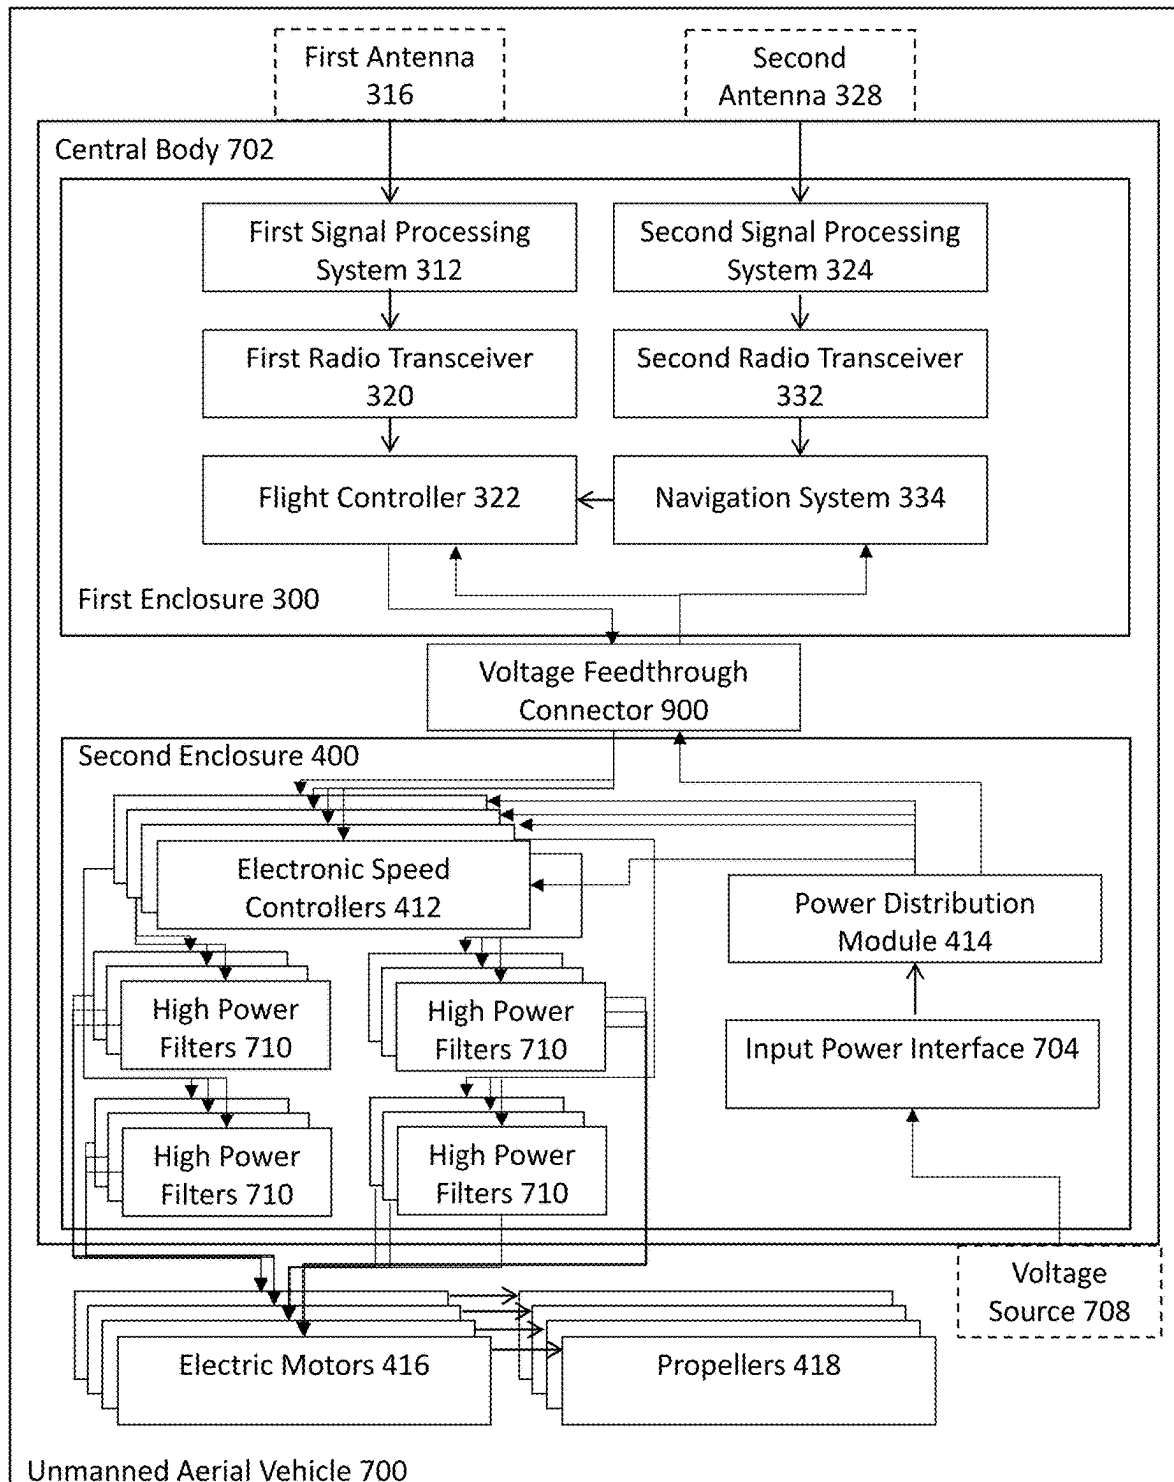 First Antenna
316
Second
Antenna 328
Central Body 702
First Signal Processing
System 312
Second Signal Processing
System 324
First Radio Transceiver
320
Second Radio Transceiver
332
Flight Controller 322
Navigation System 334
First Enclosure 300
Voltage Feedthrough
Connector 900
Second Enclosure 400
Electronic Speed
Controllers 412
Power Distribution
Module 414
High Power
Filters 710
High Power
Filters 710
Input Power Interface 704
High Power
Filters 710
High Power
Filters 710
Voltage
Source 708
Electric Motors 416
Propellers 418
Unmanned Aerial Vehicle 700